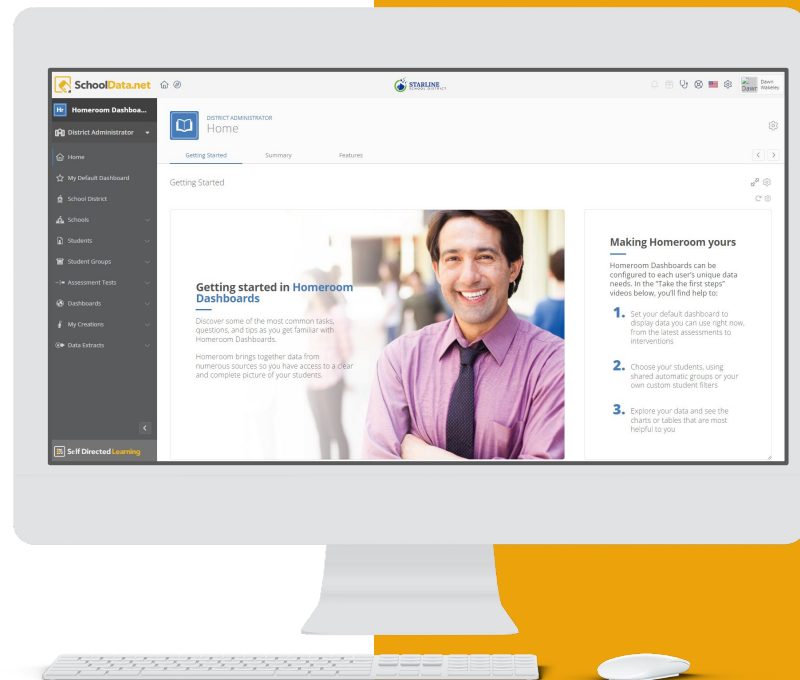 SchoolData.net
STARLINE
SCHOOL DISTRICT
Dawn
Dawn
Wakeley
Hr Homeroom Dashboa...
District Administrator
Home
My Default Dashboard
School District
Schools
Students
Student Groups
Assessment Tests
Dashboards
My Creations
Data Extracts
Self Directed Learning
DISTRICT ADMINISTRATOR
Home
Getting Started Summary Features
Getting Started
Getting started in Homeroom
Dashboards
Discover some of the most common tasks,
questions, and tips as you get familiar with
Homeroom Dashboards.
Homeroom brings together data from
numerous sources so you have access to a clear
and complete picture of your students.
Making Homeroom yours
Homeroom Dashboards can be
configured to each user's unique data
needs. In the "Take the first steps"
videos below, you'll find help to:
1. Set your default dashboard to
display data you can use right now,
from the latest assessments to
interventions
2. Choose your students, using
shared automatic groups or your
own custom student filters
3. Explore your data and see the
charts or tables that are most
helpful to you